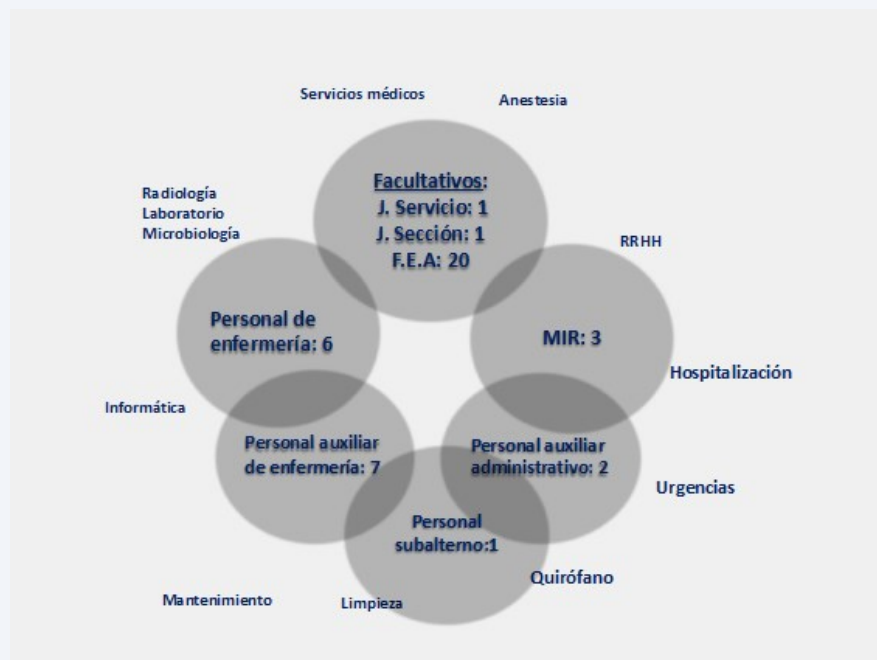 Servicios médicos
Anestesia
Facultativos:
J. Servicio: 1
J. Sección: 1
F.E.A: 20
Radiología
Laboratorio
Microbiología
RRHH
Personal de
enfermería: 6
MIR: 3
Hospitalización
Informática
Personal auxiliar
de enfermería: 7
Personal auxiliar
administrativo: 2
Urgencias
Personal
subalterno:1
Quirófano
Mantenimiento
Limpieza